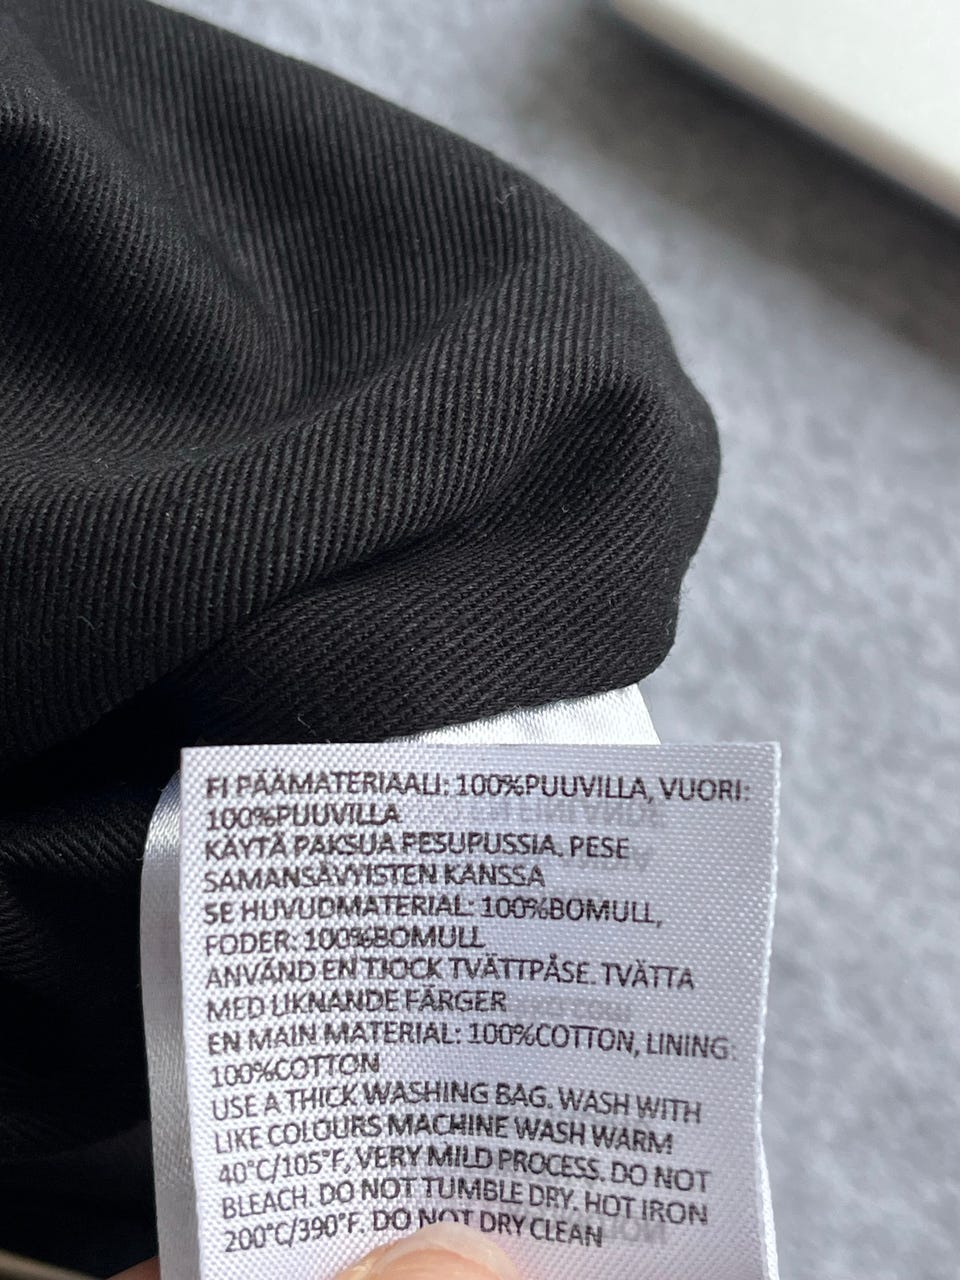 FI PÄÄMATERIAALI: 100%PUUVILLA, VUORI:
100%PUUVILLA
KÄYTÄ PAKSUA PESUPUSSIA. PESE
SAMANSÄVYISTEN KANSSA
SE HUVUDMATERIAL: 100%BOMULL,
FODER: 100%BOMULL
ANVÄND EN TJOCK TVÄTTPÅSE. TVÄTTA
MED LIKNANDE FÄRGER
EN MAIN MATERIAL: 100%COTTON, LINING:
100%COTTON
USE A THICK WASHING BAG. WASH WITH
LIKE COLOURS MACHINE WASH WARM
40°C/105°F, VERY MILD PROCESS. DO NOT
BLEACH. DO NOT TUMBLE DRY. HOT IRON
200°C/390°F. DO NOT DRY CLEAN